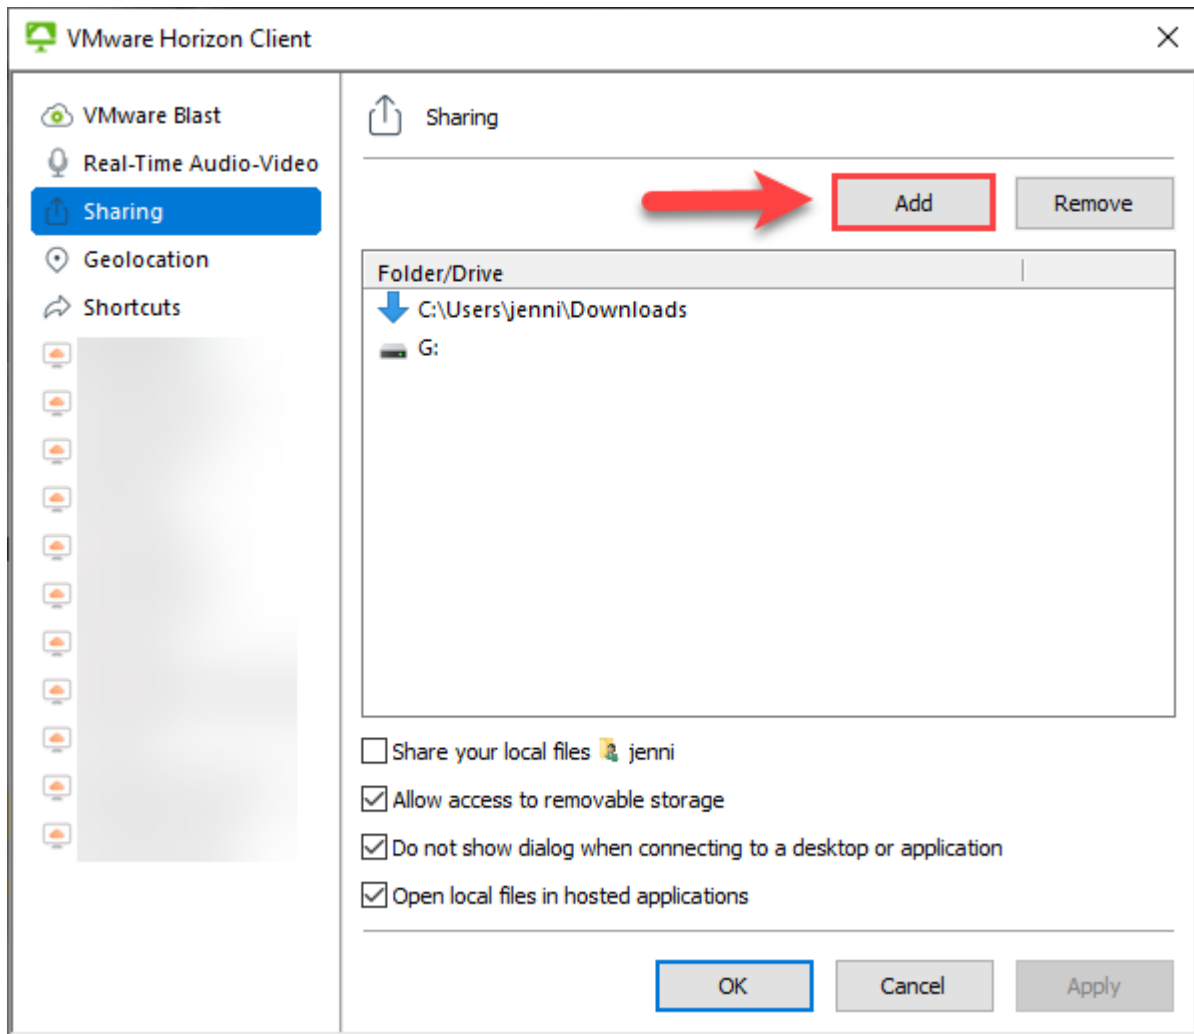 VMware Horizon Client
VMware Blast
Real-Time Audio-Video
Sharing
Geolocation
Shortcuts
Sharing
Add
Remove
Folder/Drive
C:\Users\jenni\Downloads
G:
Share your local files jenni
Allow access to removable storage
Do not show dialog when connecting to a desktop or application
Open local files in hosted applications
OK
Cancel
Apply